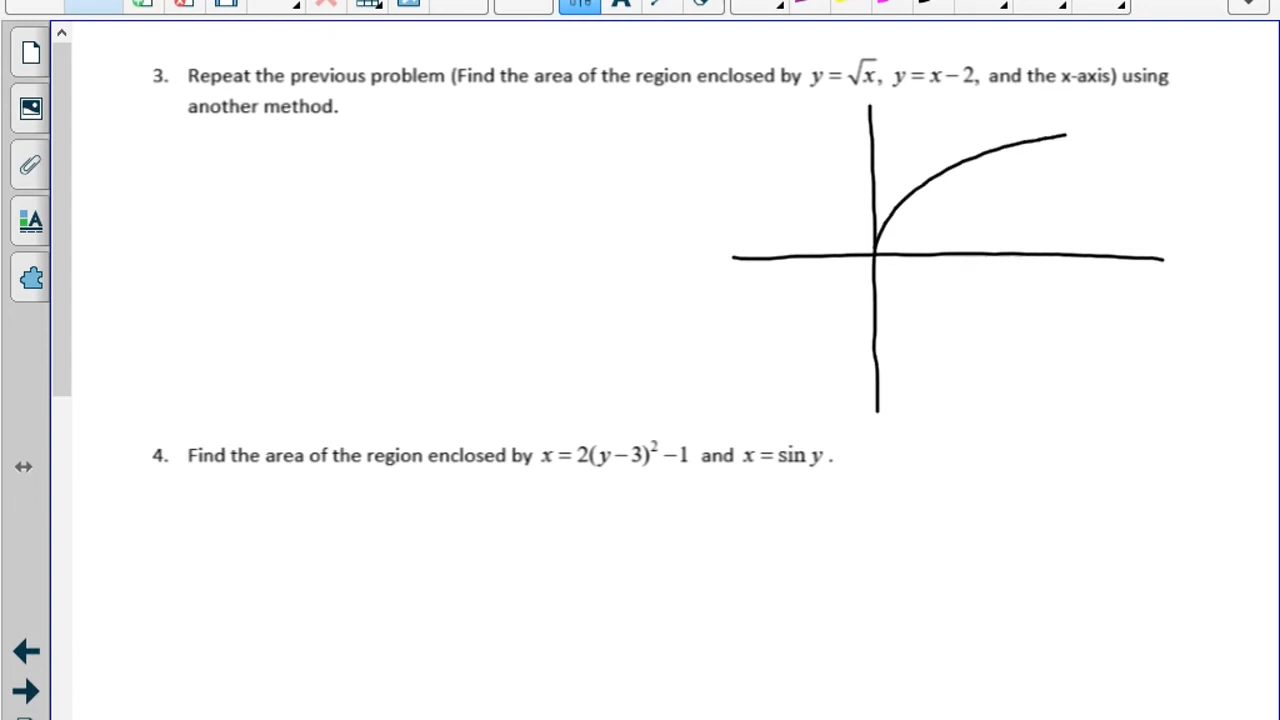 3. Repeat the previous problem (Find the area of the region enclosed by y = √x, y = x − 2, and the x-axis) using
another method.
4. Find the area of the region enclosed by x = 2(y − 3)² − 1 and x = sin y.